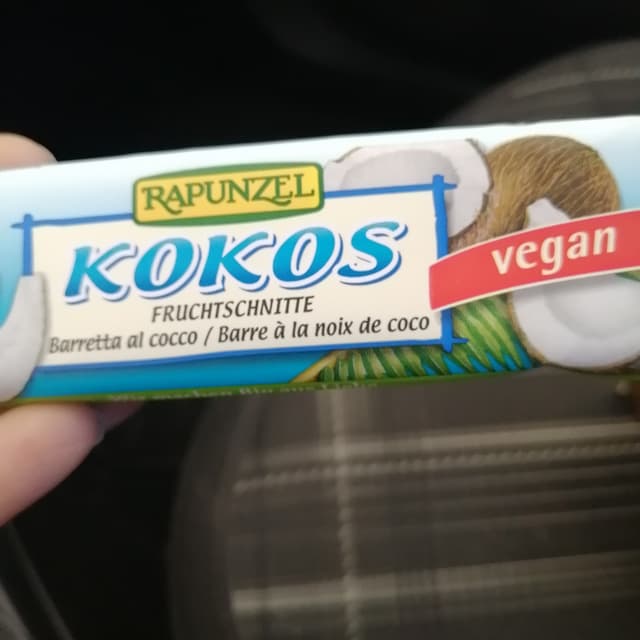 RAPUNZEL
KOKOS
FRUCHTSCHNITTE
Barretta al cocco / Barre à la noix de coco
vegan